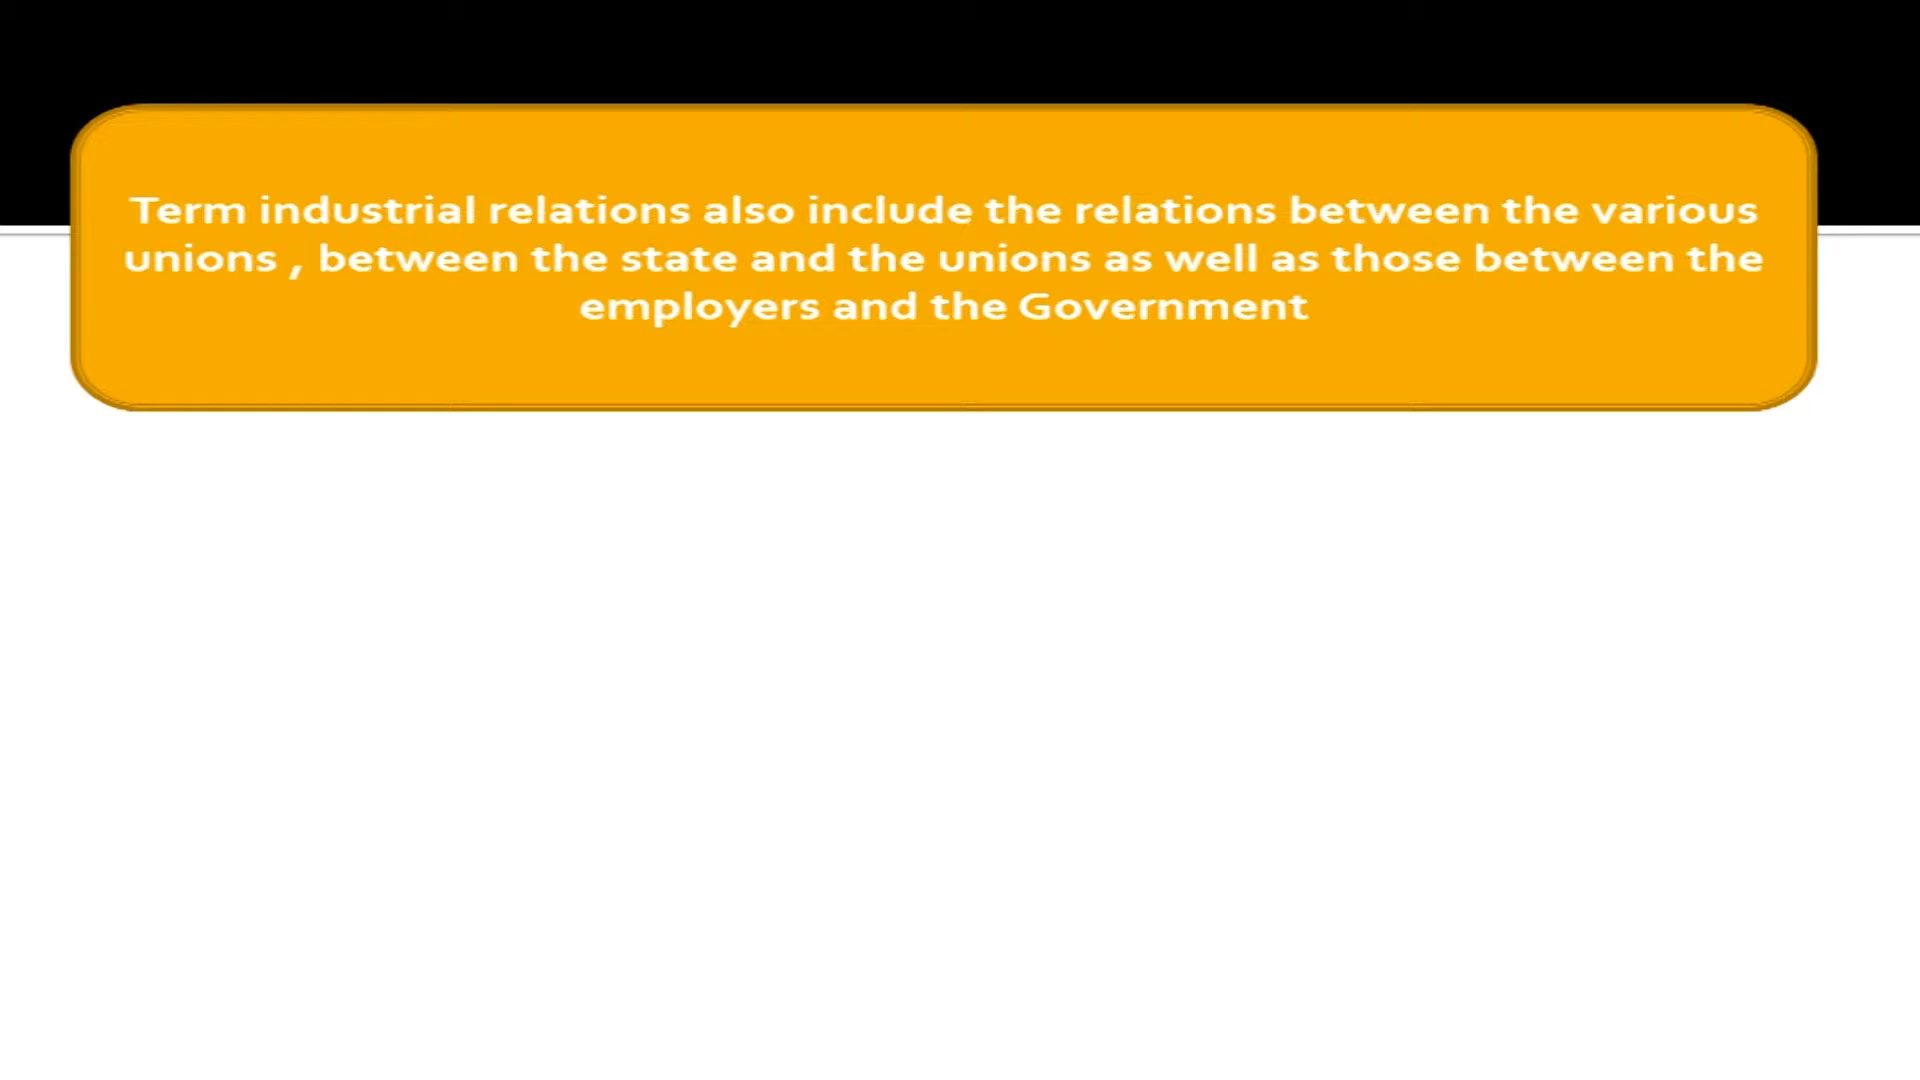 Term industrial relations also include the relations between the various
unions , between the state and the unions as well as those between the
employers and the Government